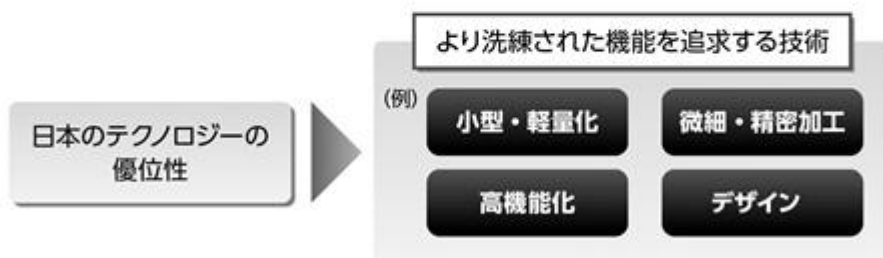 より洗練された機能を追求する技術
(例)
小型・軽量化
微細・精密加工
日本のテクノロジーの
優位性
高機能化
デザイン